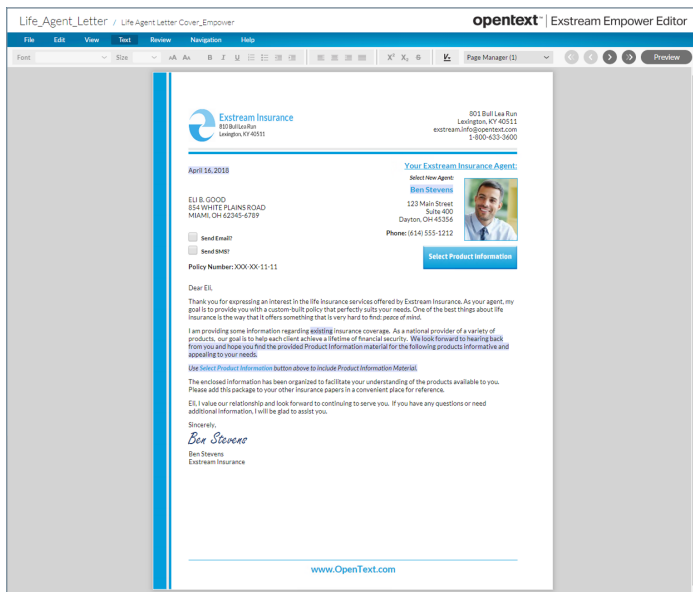 Life_Agent_Letter / Life Agent Letter Cover_Empower
opentext™ | Exstream Empower Editor
File Edit View Text Review Navigation Help
Font Size AA AA B I U X² X₂ S Page Manager (1) Preview
Exstream Insurance
810 Bull Lea Run
Lexington, KY 40511
801 Bull Lea Run
Lexington, KY 40511
exstream.info@opentext.com
1-800-633-3600
April 16, 2018
Your Exstream Insurance Agent:
Select New Agent:
Ben Stevens
123 Main Street
Suite 400
Dayton, OH 45356
Phone: (614) 555-1212
ELI B. GOOD
854 WHITE PLAINS ROAD
MIAMI, OH 62345-6789
Send Email?
Send SMS?
Select Product Information
Policy Number: XXX-XX-11-11
Dear Eli,
Thank you for expressing an interest in the life insurance services offered by Exstream Insurance. As your agent, my
goal is to provide you with a custom-built policy that perfectly suits your needs. One of the best things about life
insurance is the way that it offers something that is very hard to find: peace of mind.
I am providing some information regarding existing insurance coverage. As a national provider of a variety of
products, our goal is to help each client achieve a lifetime of financial security. We look forward to hearing back
from you and hope you find the provided Product Information material for the following products informative and
appealing to your needs.
Use Select Product Information button above to include Product Information Material.
The enclosed information has been organized to facilitate your understanding of the products available to you.
Please add this package to your other insurance papers in a convenient place for reference.
Eli, I value our relationship and look forward to continuing to serve you. If you have any questions or need
additional information, I will be glad to assist you.
Sincerely,
Ben Stevens
Ben Stevens
Exstream Insurance
www.OpenText.com